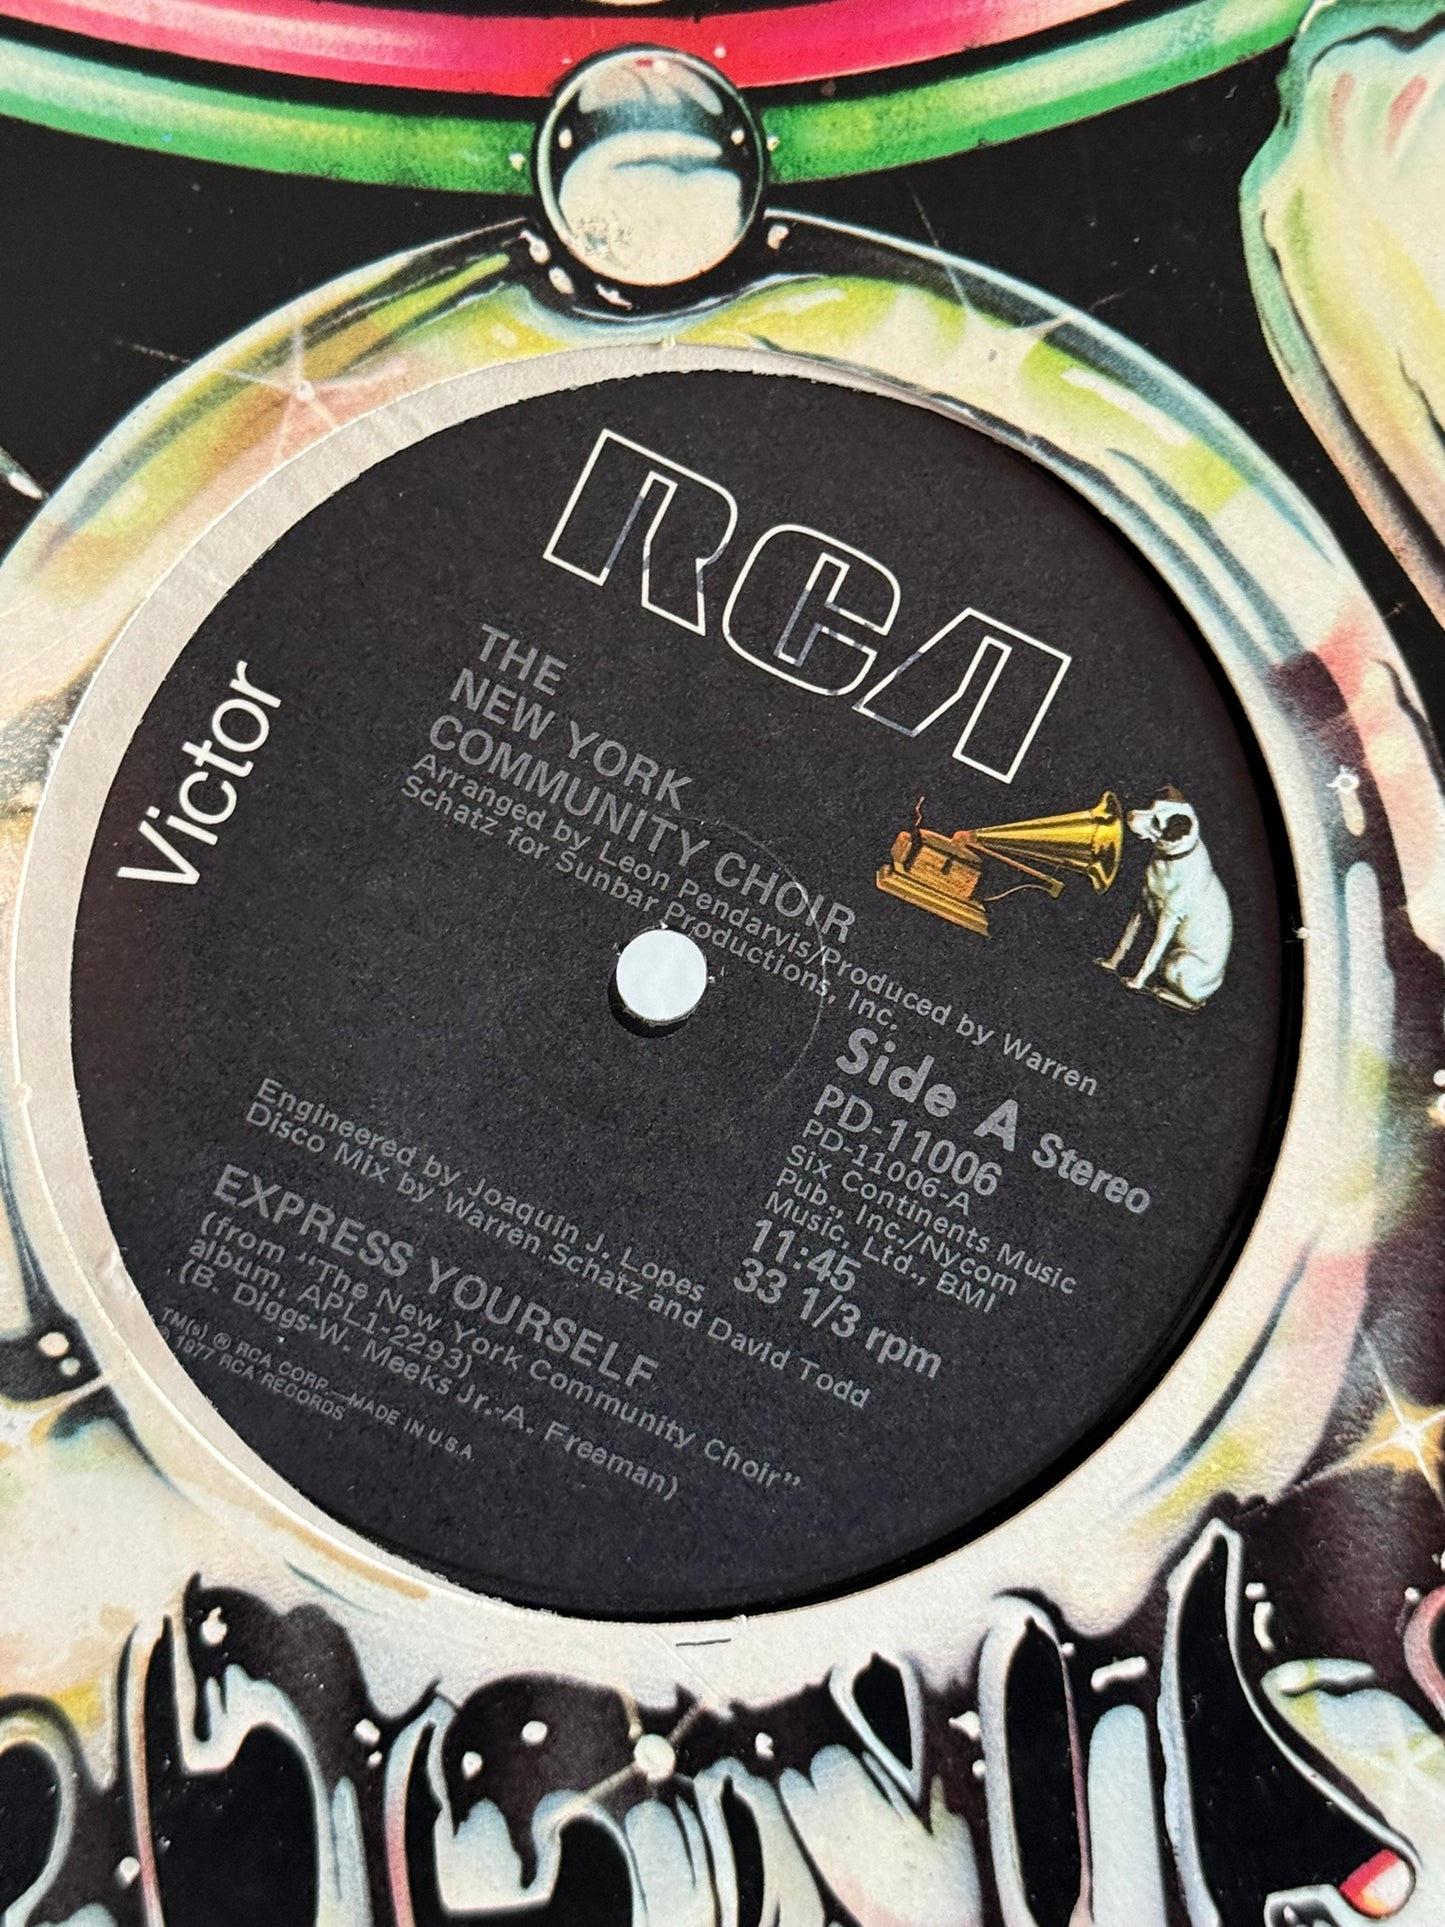 RCA
Victor
THE
NEW YORK
COMMUNITY CHOIR
Arranged by Leon Pendarvis/Produced by Warren
Schatz for Sunbar Productions, Inc.
Side A Stereo
PD-11006
PD-11006-A
Six Continents Music
Pub., Inc./Nycom
Music, Ltd., BMI
11:45
33 1/3 rpm
Engineered by Joaquin J. Lopes
Disco Mix by Warren Schatz and David Todd
EXPRESS YOURSELF
(from "The New York Community Choir"
album, APL1-2293)
(B. Diggs-W. Meeks Jr.-A. Freeman)
TM(s) ® RCA CORP.—MADE IN U.S.A.
℗ 1977 RCA RECORDS